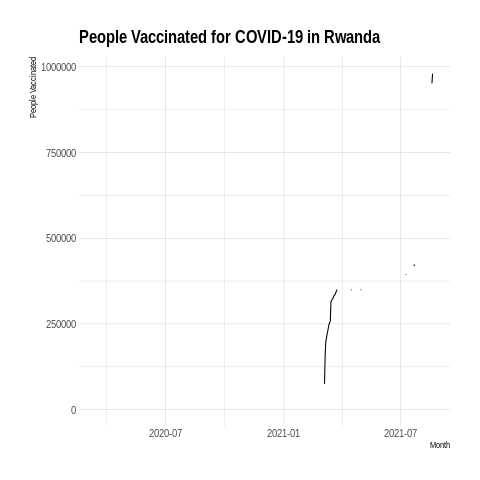 People Vaccinated for COVID-19 in Rwanda
People Vaccinated
1000000
750000
500000
250000
0
2020-07
2021-01
2021-07
Month